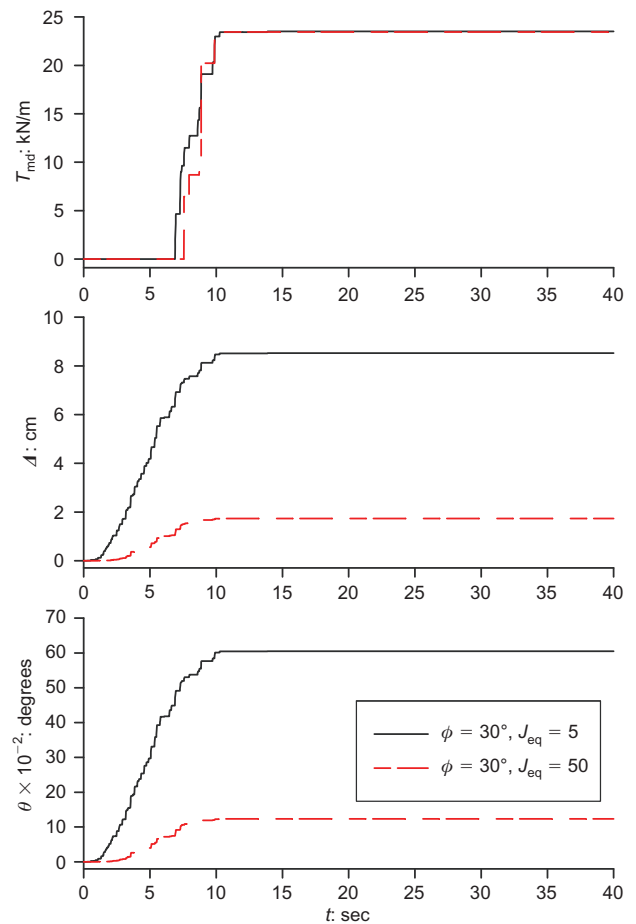 25
20
15
10
5
0
T_md: kN/m
0 5 10 15 20 25 30 35 40
8
6
4
2
0
Δ: cm
0 5 10 15 20 25 30 35 40
70
60
50
40
30
20
10
0
θ × 10⁻²: degrees
ϕ = 30°, J_eq = 5
ϕ = 30°, J_eq = 50
0 5 10 15 20 25 30 35 40
t: sec